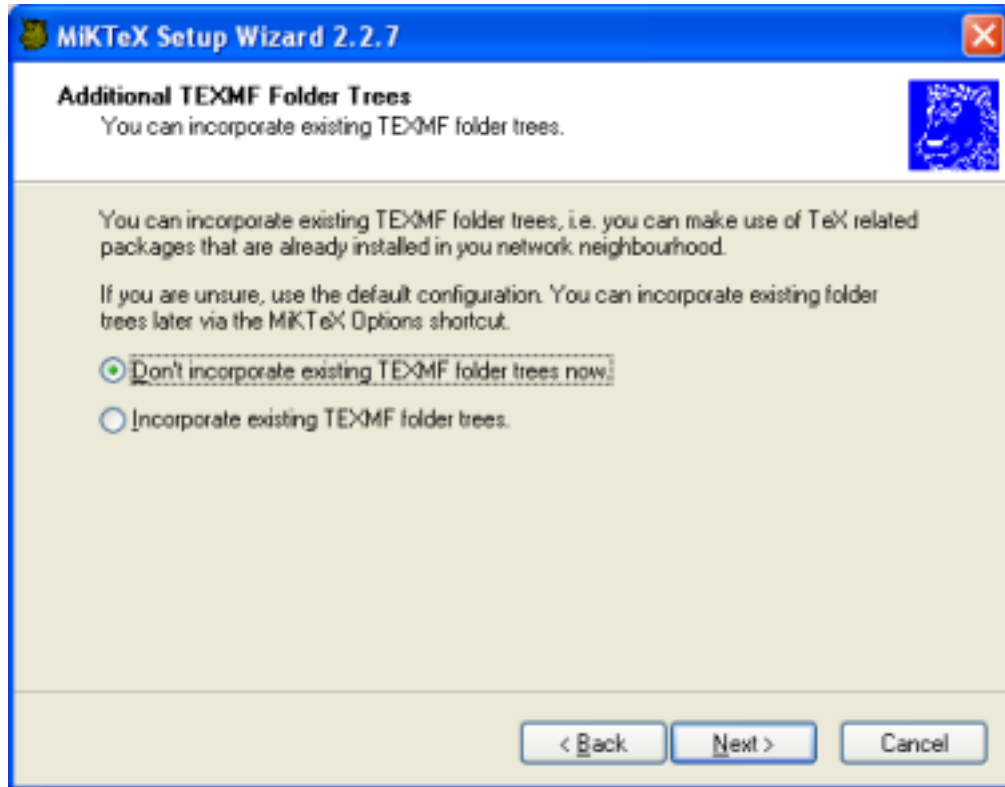 MiKTeX Setup Wizard 2.2.7
Additional TEXMF Folder Trees
You can incorporate existing TEXMF folder trees.
You can incorporate existing TEXMF folder trees, i.e. you can make use of TeX related
packages that are already installed in you network neighbourhood.
If you are unsure, use the default configuration. You can incorporate existing folder
trees later via the MiKTeX Options shortcut.
Don't incorporate existing TEXMF folder trees now.
Incorporate existing TEXMF folder trees.
< Back
Next >
Cancel